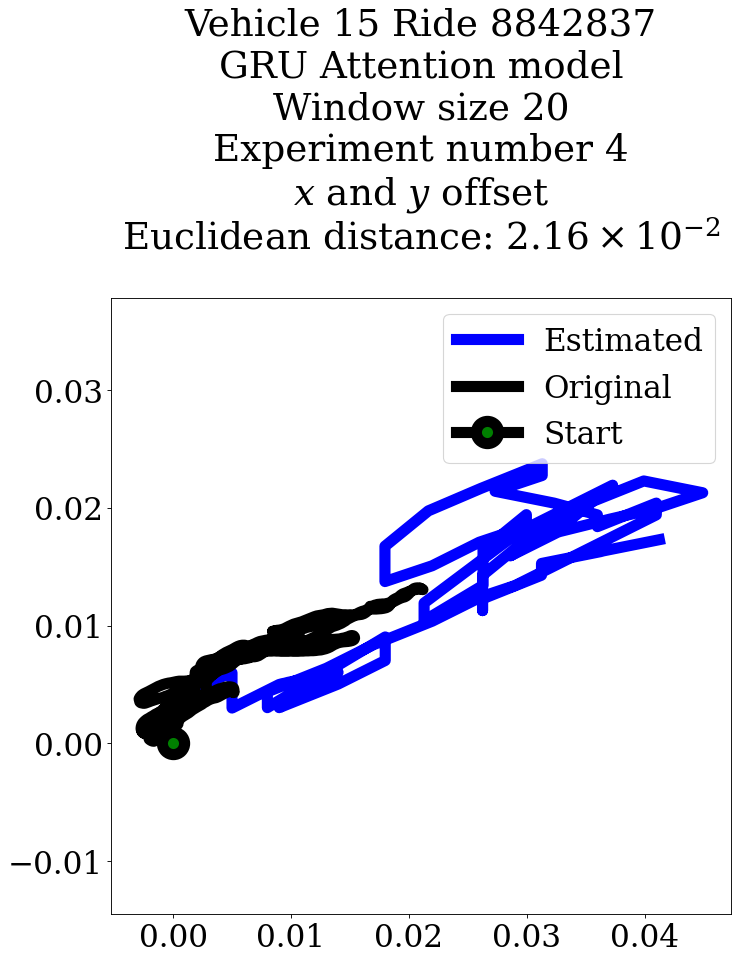 Vehicle 15 Ride 8842837
GRU Attention model
Window size 20
Experiment number 4
x and y offset
Euclidean distance: 2.16 × 10⁻²
Estimated
Original
Start
0.03
0.02
0.01
0.00
−0.01
0.00 0.01 0.02 0.03 0.04